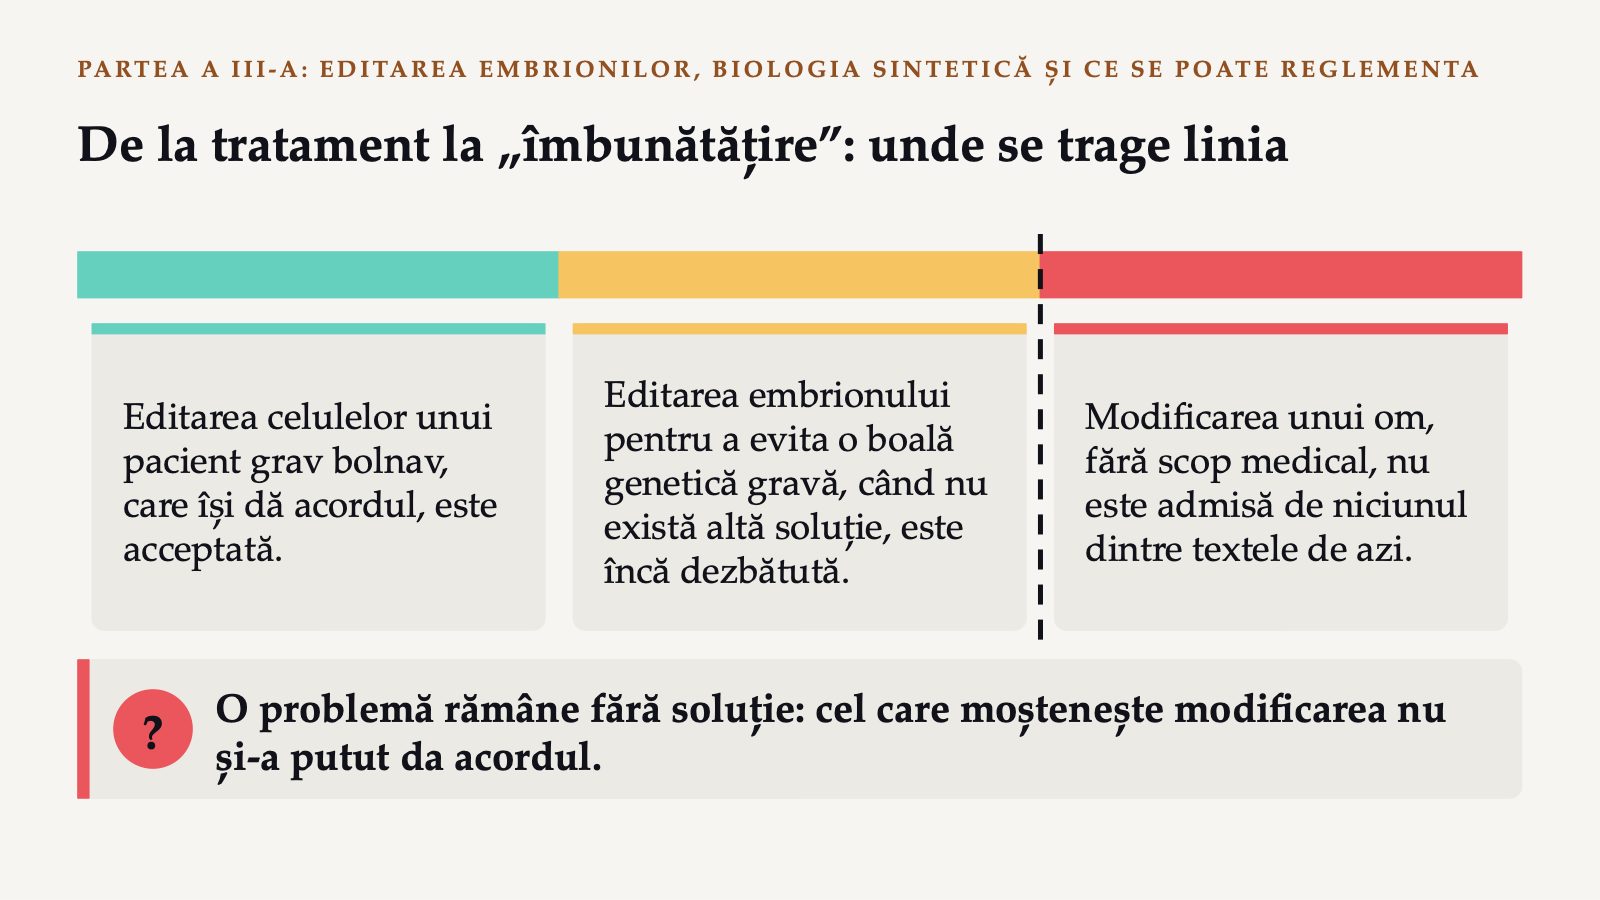 PARTEA A III-A: EDITAREA EMBRIONILOR, BIOLOGIA SINTETICĂ ȘI CE SE POATE REGLEMENTA
De la tratament la „îmbunătățire”: unde se trage linia
Editarea celulelor unui
pacient grav bolnav,
care își dă acordul, este
acceptată.
Editarea embrionului
pentru a evita o boală
genetică gravă, când nu
există altă soluție, este
încă dezbătută.
Modificarea unui om,
fără scop medical, nu
este admisă de niciunul
dintre textele de azi.
?
O problemă rămâne fără soluție: cel care moștenește modificarea nu
și-a putut da acordul.